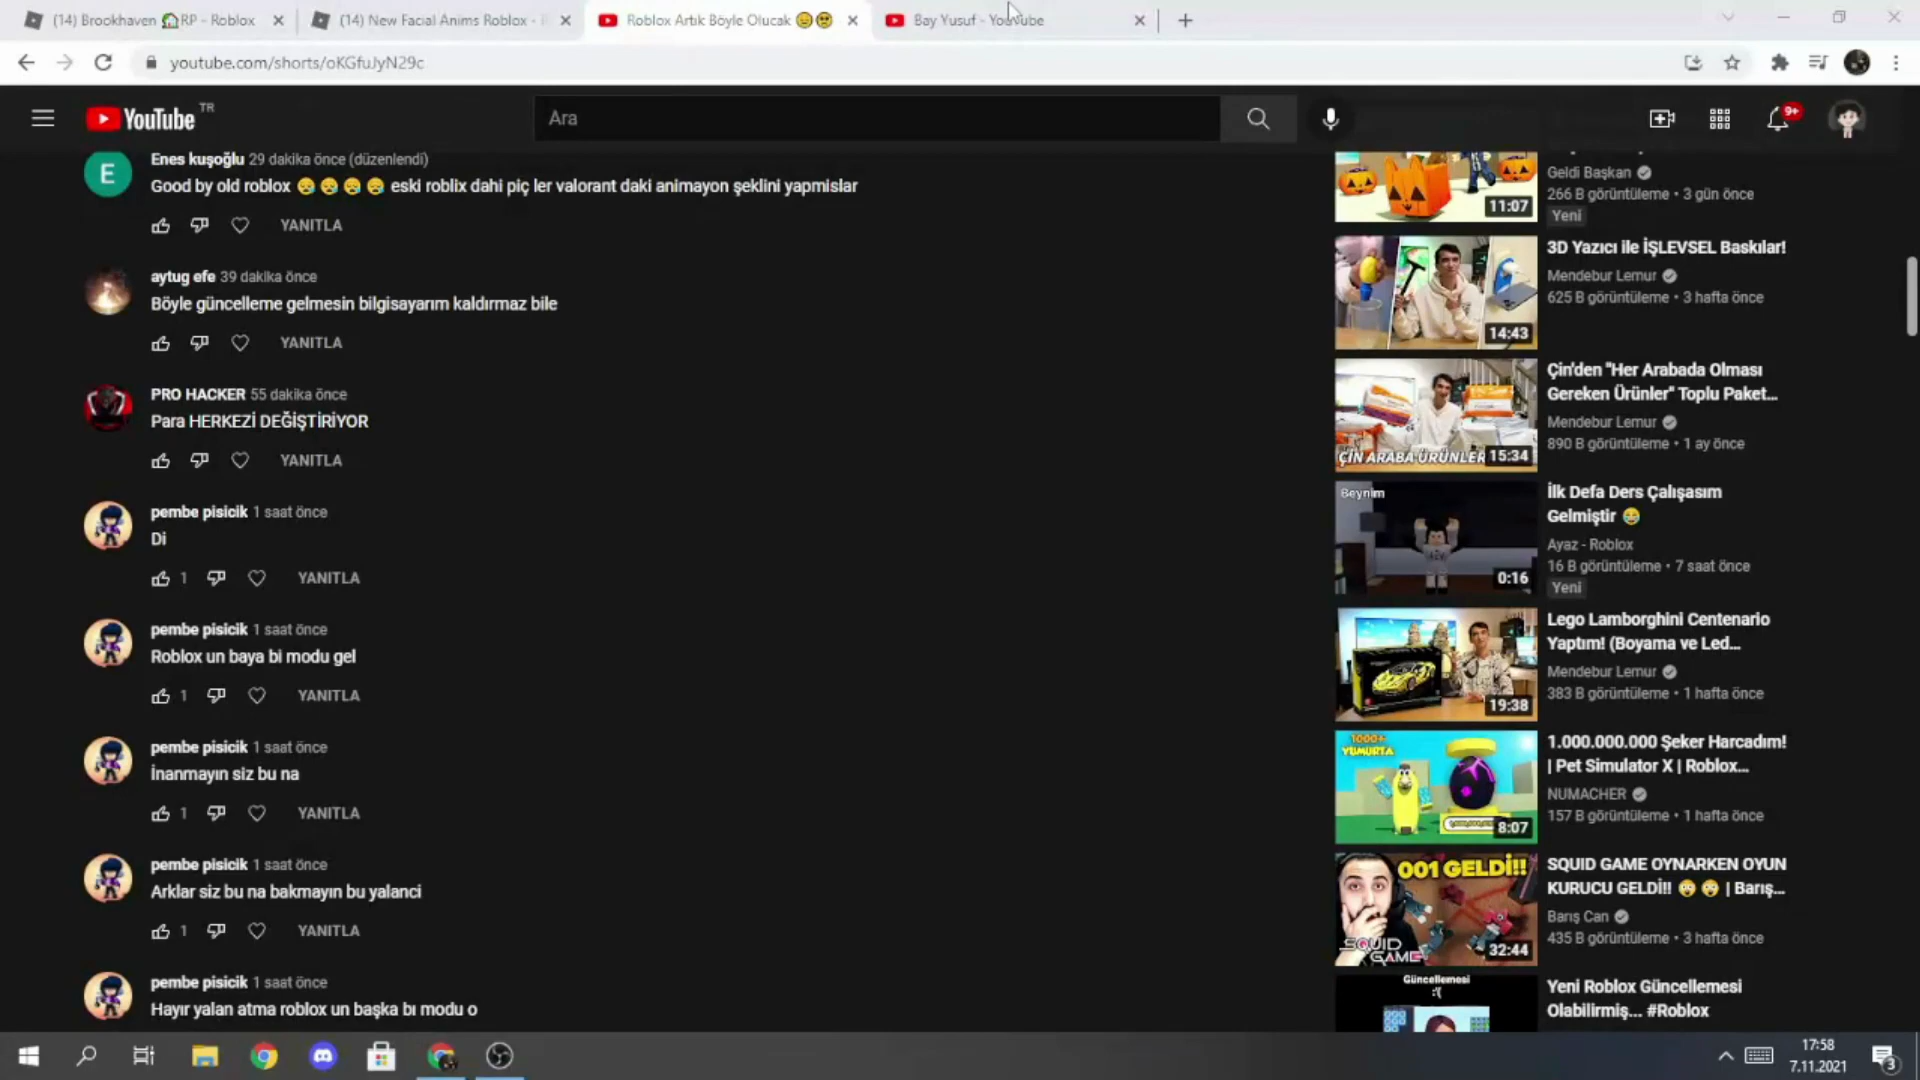 (14) Brookhaven 🏠RP - Roblox
(14) New Facial Anims Roblox -
Roblox Artık Böyle Olucak 😑🥺
Bay Yusuf - YouTube
youtube.com/shorts/oKGfuJyN29c
YouTube TR
Ara
9+
E
Enes kuşoğlu 29 dakika önce (düzenlendi)
Good by old roblox 😪 😪 😪 😪 eski roblix dahi piç ler valorant daki animayon şeklini yapmislar
YANITLA
aytug efe 39 dakika önce
Böyle güncelleme gelmesin bilgisayarım kaldırmaz bile
YANITLA
PRO HACKER 55 dakika önce
Para HERKEZİ DEĞİŞTİRİYOR
YANITLA
pembe pisicik 1 saat önce
Di
1 YANITLA
pembe pisicik 1 saat önce
Roblox un baya bi modu gel
1 YANITLA
pembe pisicik 1 saat önce
İnanmayın siz bu na
1 YANITLA
pembe pisicik 1 saat önce
Arklar siz bu na bakmayın bu yalanci
1 YANITLA
pembe pisicik 1 saat önce
Hayır yalan atma roblox un başka bı modu o
11:07
Geldi Başkan
266 B görüntüleme • 3 gün önce
Yeni
14:43
3D Yazıcı ile İŞLEVSEL Baskılar!
Mendebur Lemur
625 B görüntüleme • 3 hafta önce
ÇİN ARABA ÜRÜNLER
15:34
Çin'den "Her Arabada Olması
Gereken Ürünler" Toplu Paket...
Mendebur Lemur
890 B görüntüleme • 1 ay önce
Beynim
0:16
İlk Defa Ders Çalışasım
Gelmiştir 😂
Ayaz - Roblox
16 B görüntüleme • 7 saat önce
Yeni
19:38
Lego Lamborghini Centenario
Yaptım! (Boyama ve Led...
Mendebur Lemur
383 B görüntüleme • 1 hafta önce
1000+
YUMURTA
8:07
1.000.000.000 Şeker Harcadım!
| Pet Simulator X | Roblox...
NUMACHER
157 B görüntüleme • 1 hafta önce
001 GELDİ!!
SQUID
GAME
32:44
SQUID GAME OYNARKEN OYUN
KURUCU GELDİ!! 😳 😳 | Barış...
Barış Can
435 B görüntüleme • 3 hafta önce
Güncellemesi
:'(
Yeni Roblox Güncellemesi
Olabilirmiş... #Roblox
17:58
7.11.2021
3